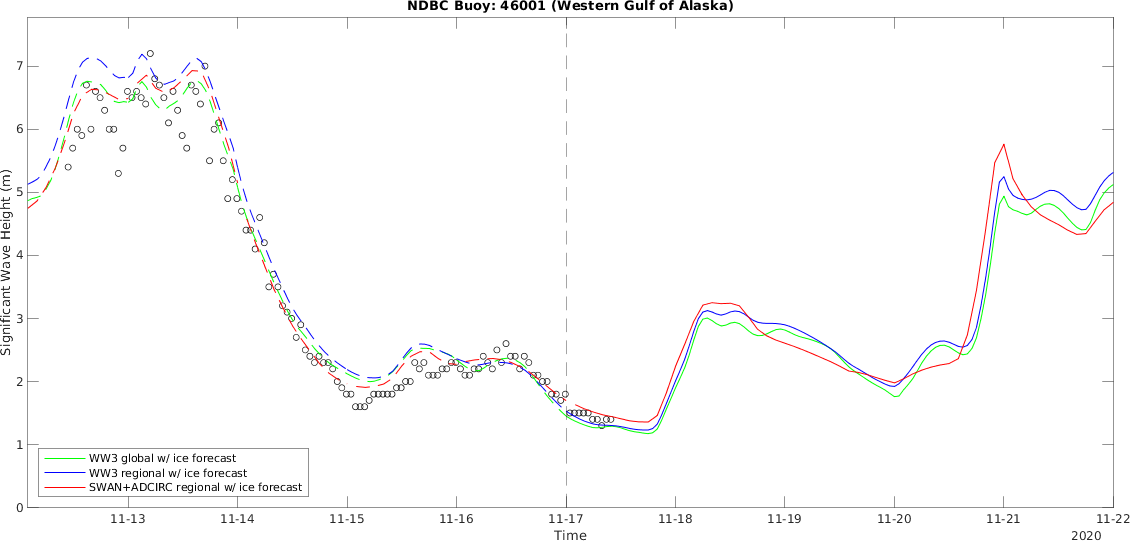 NDBC Buoy: 46001 (Western Gulf of Alaska)
Significant Wave Height (m)
7
6
5
4
3
2
1
0
WW3 global w/ ice forecast
WW3 regional w/ ice forecast
SWAN+ADCIRC regional w/ ice forecast
11-13 11-14 11-15 11-16 11-17 11-18 11-19 11-20 11-21 11-22
Time
2020